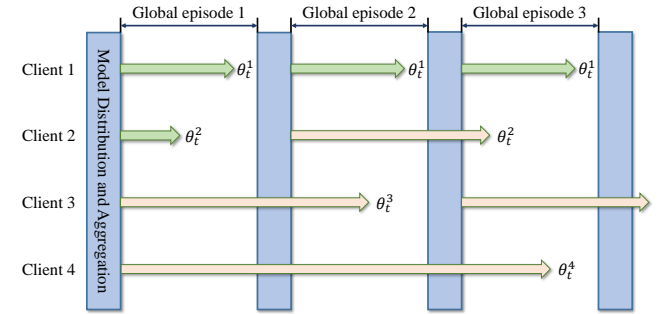 Global episode 1 Global episode 2 Global episode 3
Model Distribution and Aggregation
Client 1 θ_t^1 θ_t^1 θ_t^1
Client 2 θ_t^2 θ_t^2
Client 3 θ_t^3
Client 4 θ_t^4